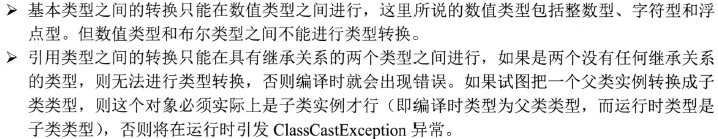 ➢ 基本类型之间的转换只能在数值类型之间进行，这里所说的数值类型包括整数型、字符型和浮
点型。但数值类型和布尔类型之间不能进行类型转换。
➢ 引用类型之间的转换只能在具有继承关系的两个类型之间进行，如果是两个没有任何继承关系
的类型，则无法进行类型转换，否则编译时就会出现错误。如果试图把一个父类实例转换成子
类类型，则这个对象必须实际上是子类实例才行（即编译时类型为父类类型，而运行时类型是
子类类型），否则将在运行时引发 ClassCastException 异常。